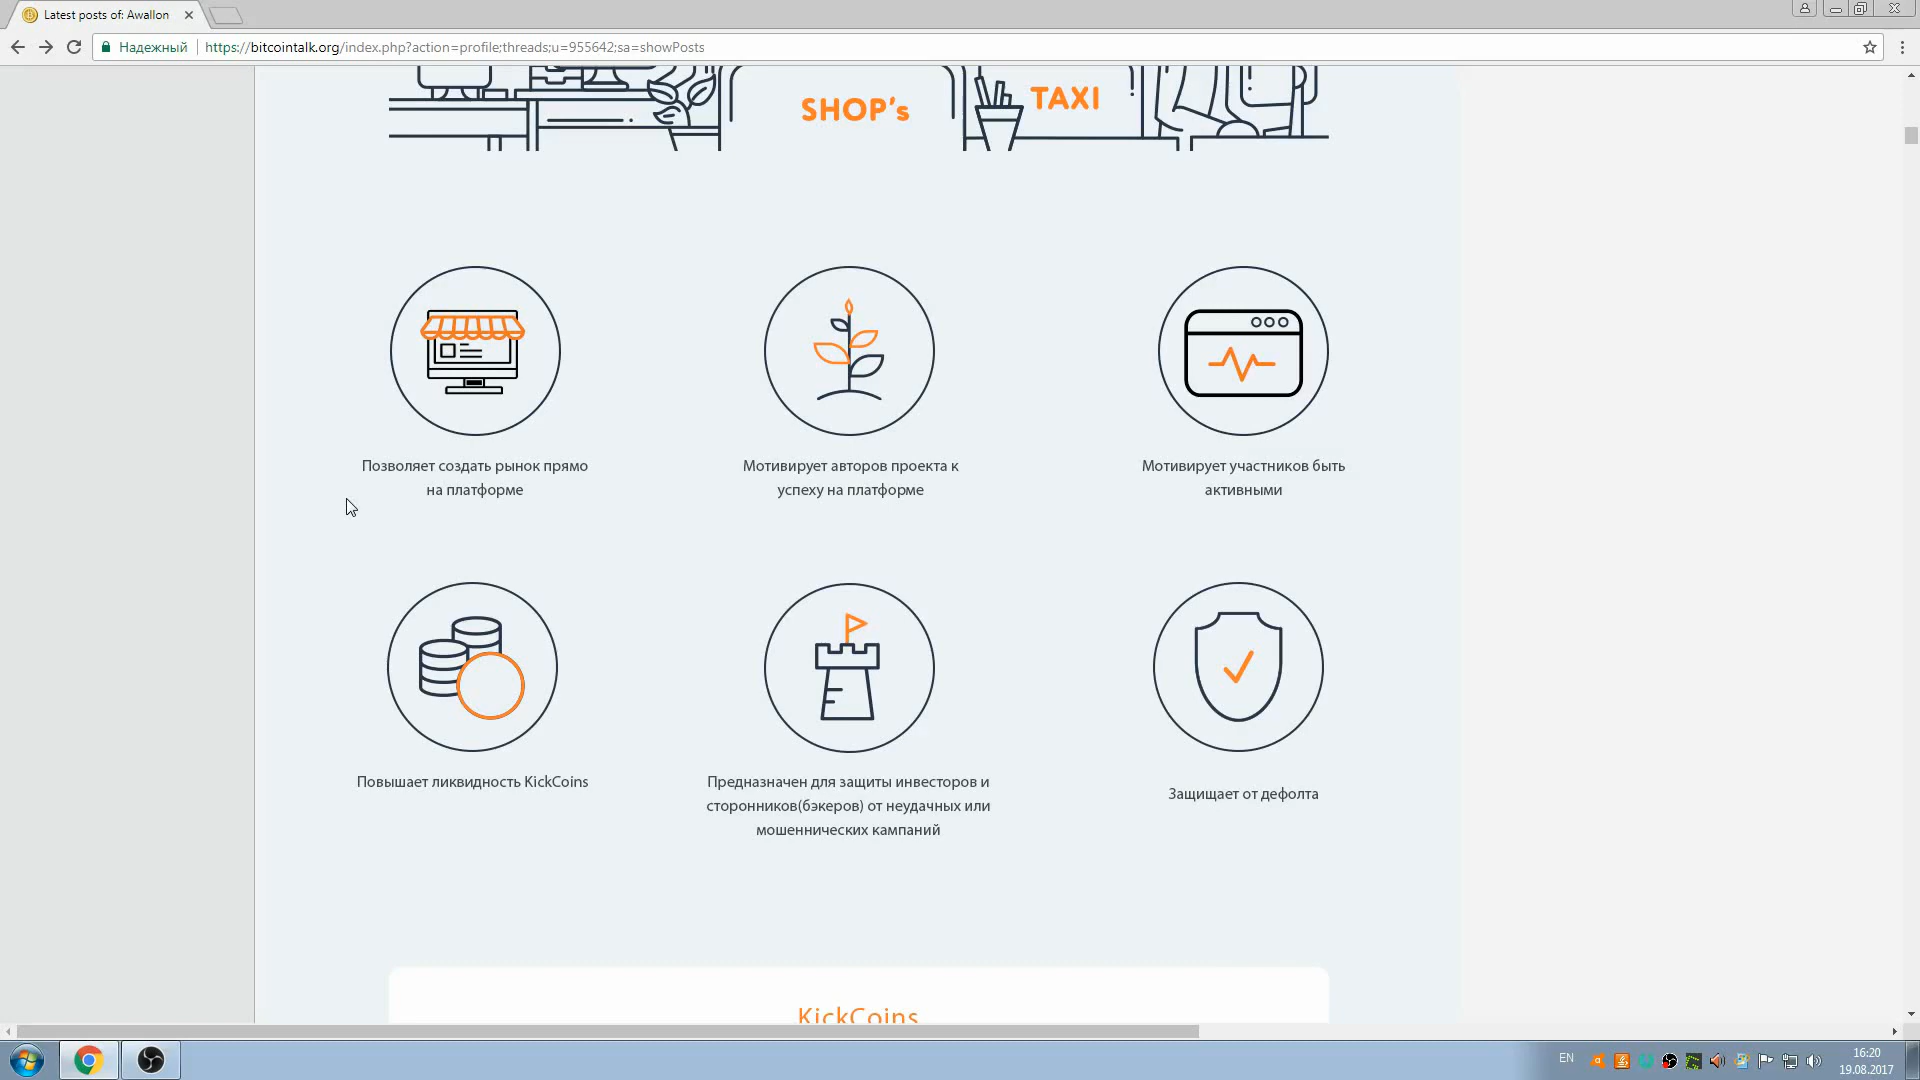 Latest posts of: Awallon
Надежный
https://bitcointalk.org/index.php?action=profile;threads;u=955642;sa=showPosts
SHOP's
TAXI
Позволяет создать рынок прямо
на платформе
Мотивирует авторов проекта к
успеху на платформе
Мотивирует участников быть
активными
Повышает ликвидность KickCoins
Предназначен для защиты инвесторов и
сторонников(бэкеров) от неудачных или
мошеннических кампаний
Защищает от дефолта
KickCoins
EN
16:20
19.08.2017